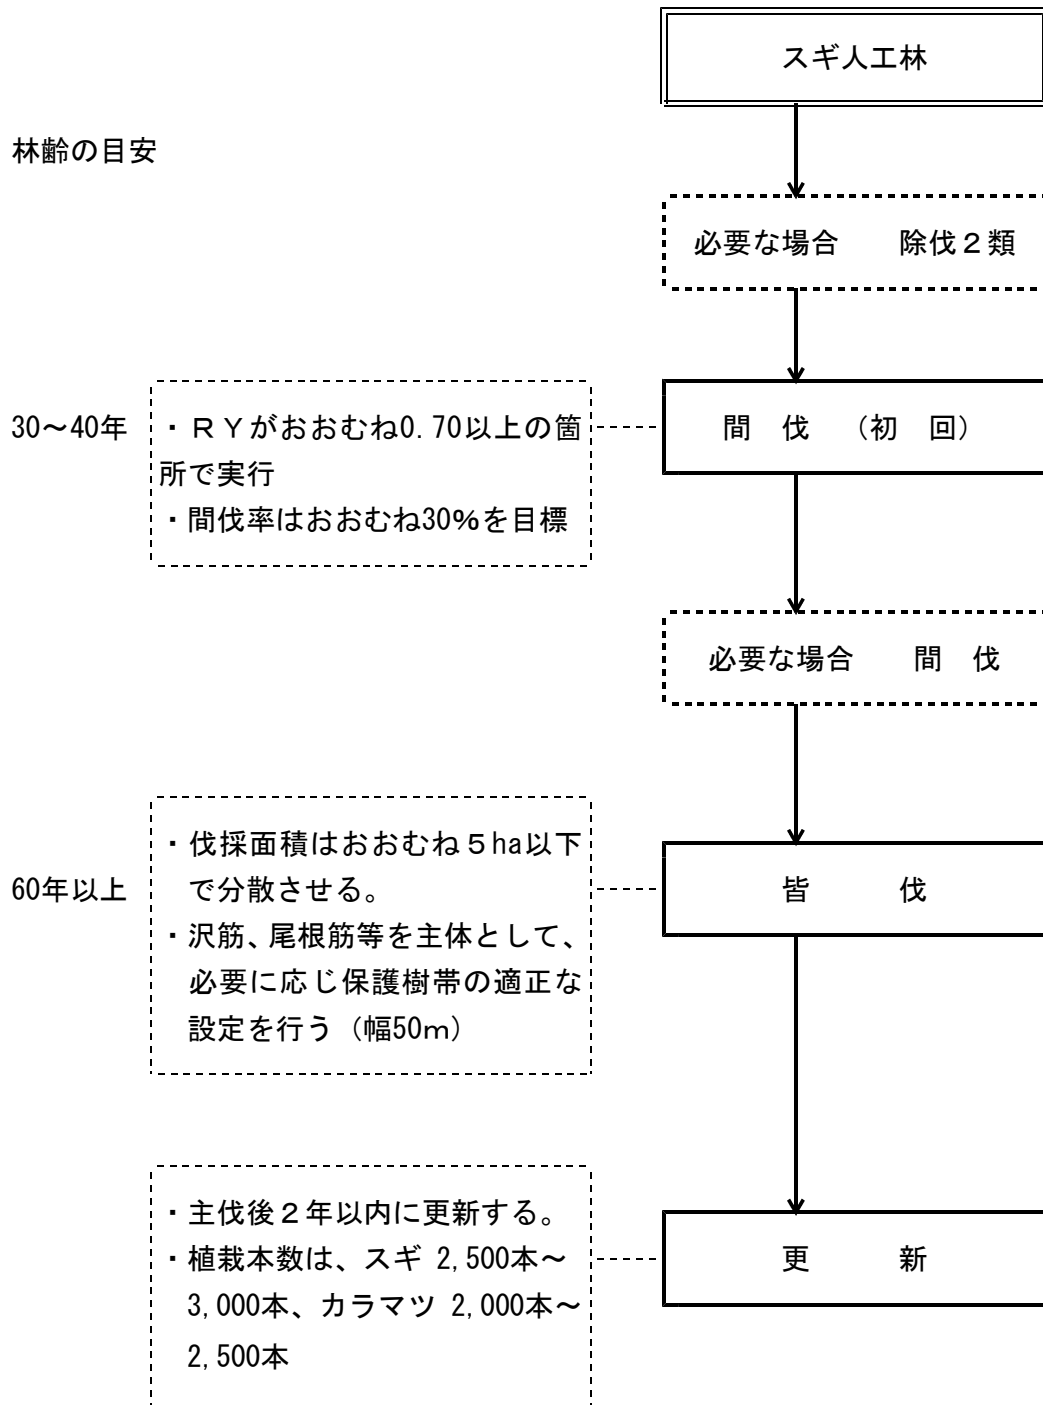 スギ人工林
林齢の目安
必要な場合　　除伐２類
30～40年
・ＲＹがおおむね0.70以上の箇
所で実行
・間伐率はおおむね30%を目標
間　伐　（初　回）
必要な場合　　間　伐
60年以上
・伐採面積はおおむね５ha以下
で分散させる。
・沢筋、尾根筋等を主体として、
必要に応じ保護樹帯の適正な
設定を行う（幅50ｍ）
皆　　　伐
・主伐後２年以内に更新する。
・植栽本数は、スギ 2,500本～
3,000本、カラマツ 2,000本～
2,500本
更　　　新